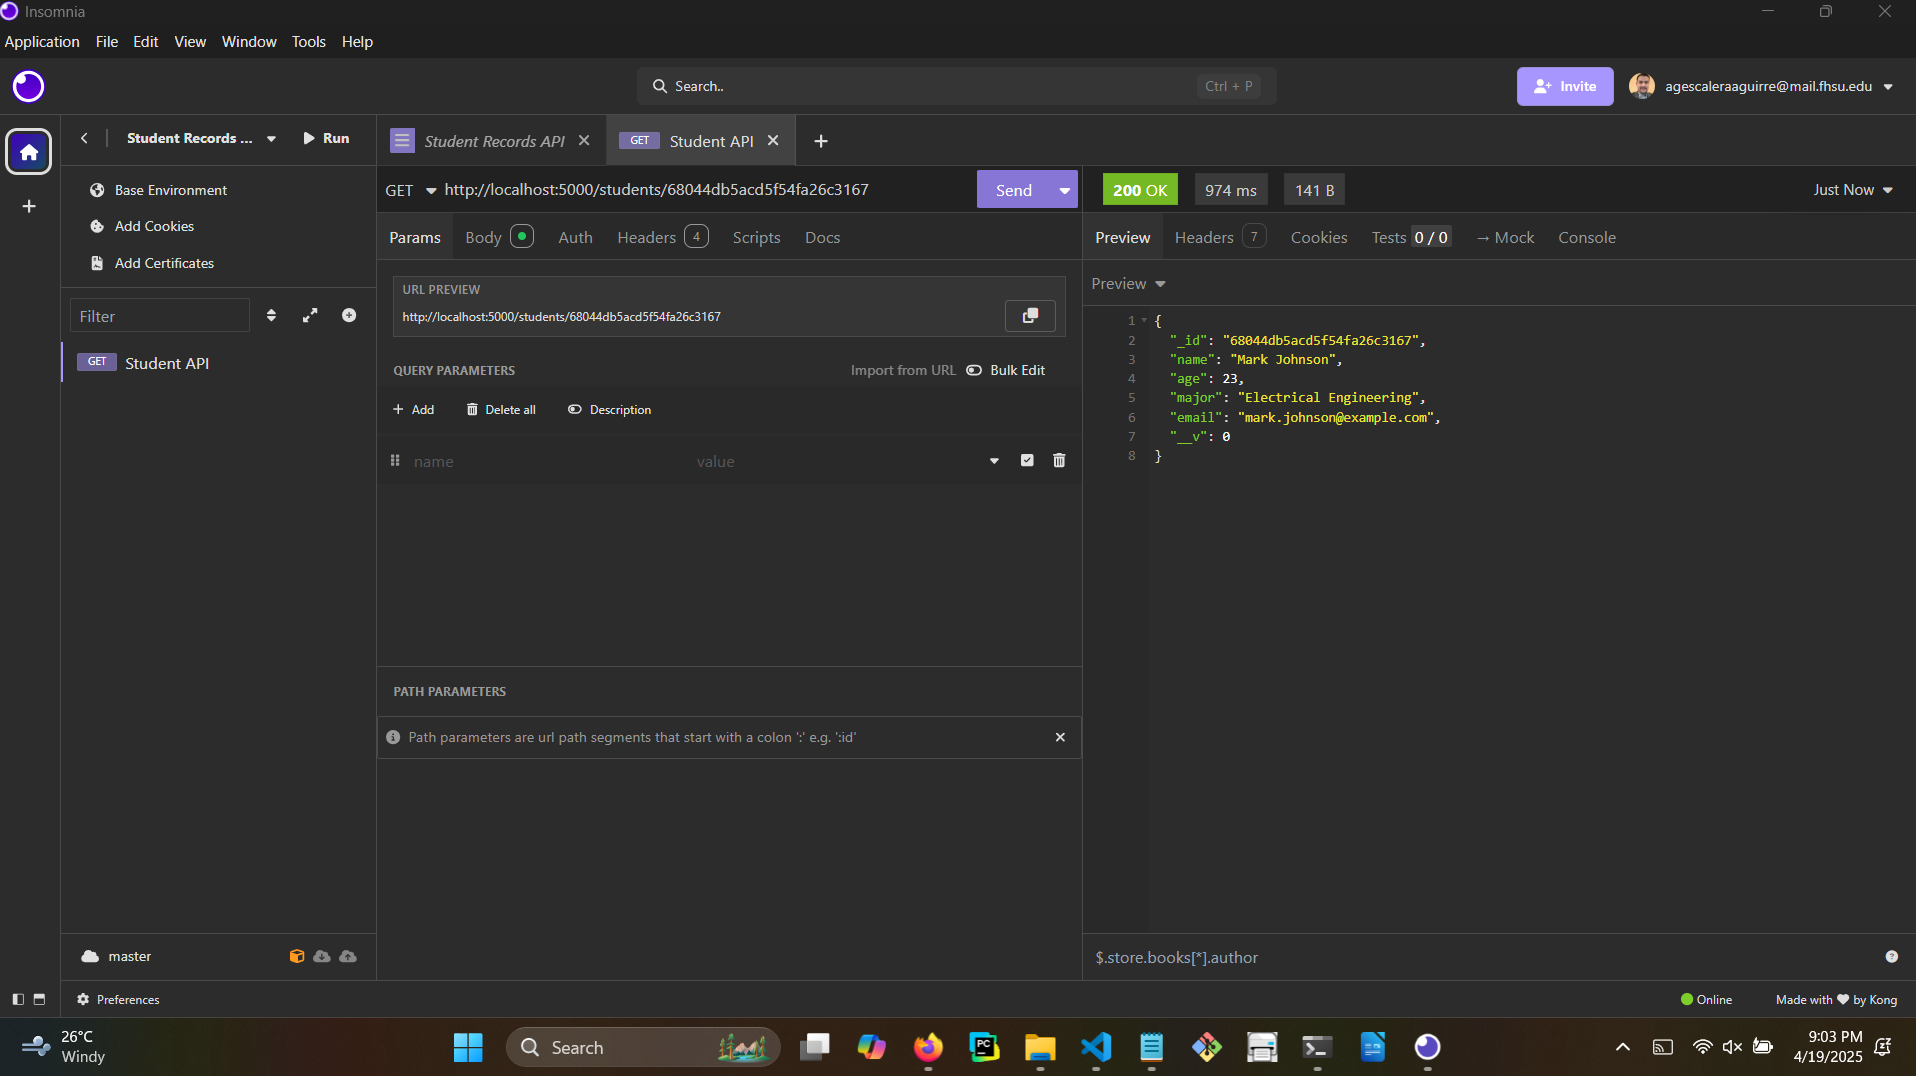 Insomnia
Application File Edit View Window Tools Help
Search.. Ctrl + P
Invite
agescaleraaguirre@mail.fhsu.edu
Student Records ...
Run
Student Records API
GET Student API
Base Environment
Add Cookies
Add Certificates
Filter
GET Student API
GET http://localhost:5000/students/68044db5acd5f54fa26c3167
Send
200 OK 974 ms 141 B
Just Now
Params Body Auth Headers 4 Scripts Docs
Preview Headers 7 Cookies Tests 0 / 0 → Mock Console
URL PREVIEW
http://localhost:5000/students/68044db5acd5f54fa26c3167
QUERY PARAMETERS
Import from URL Bulk Edit
+ Add Delete all Description
name value
PATH PARAMETERS
Path parameters are url path segments that start with a colon ':' e.g. ':id'
Preview
1 {
2 "_id": "68044db5acd5f54fa26c3167",
3 "name": "Mark Johnson",
4 "age": 23,
5 "major": "Electrical Engineering",
6 "email": "mark.johnson@example.com",
7 "__v": 0
8 }
$.store.books[*].author
master
Preferences
Online
Made with ♥ by Kong
26°C
Windy
Search
PC
9:03 PM
4/19/2025